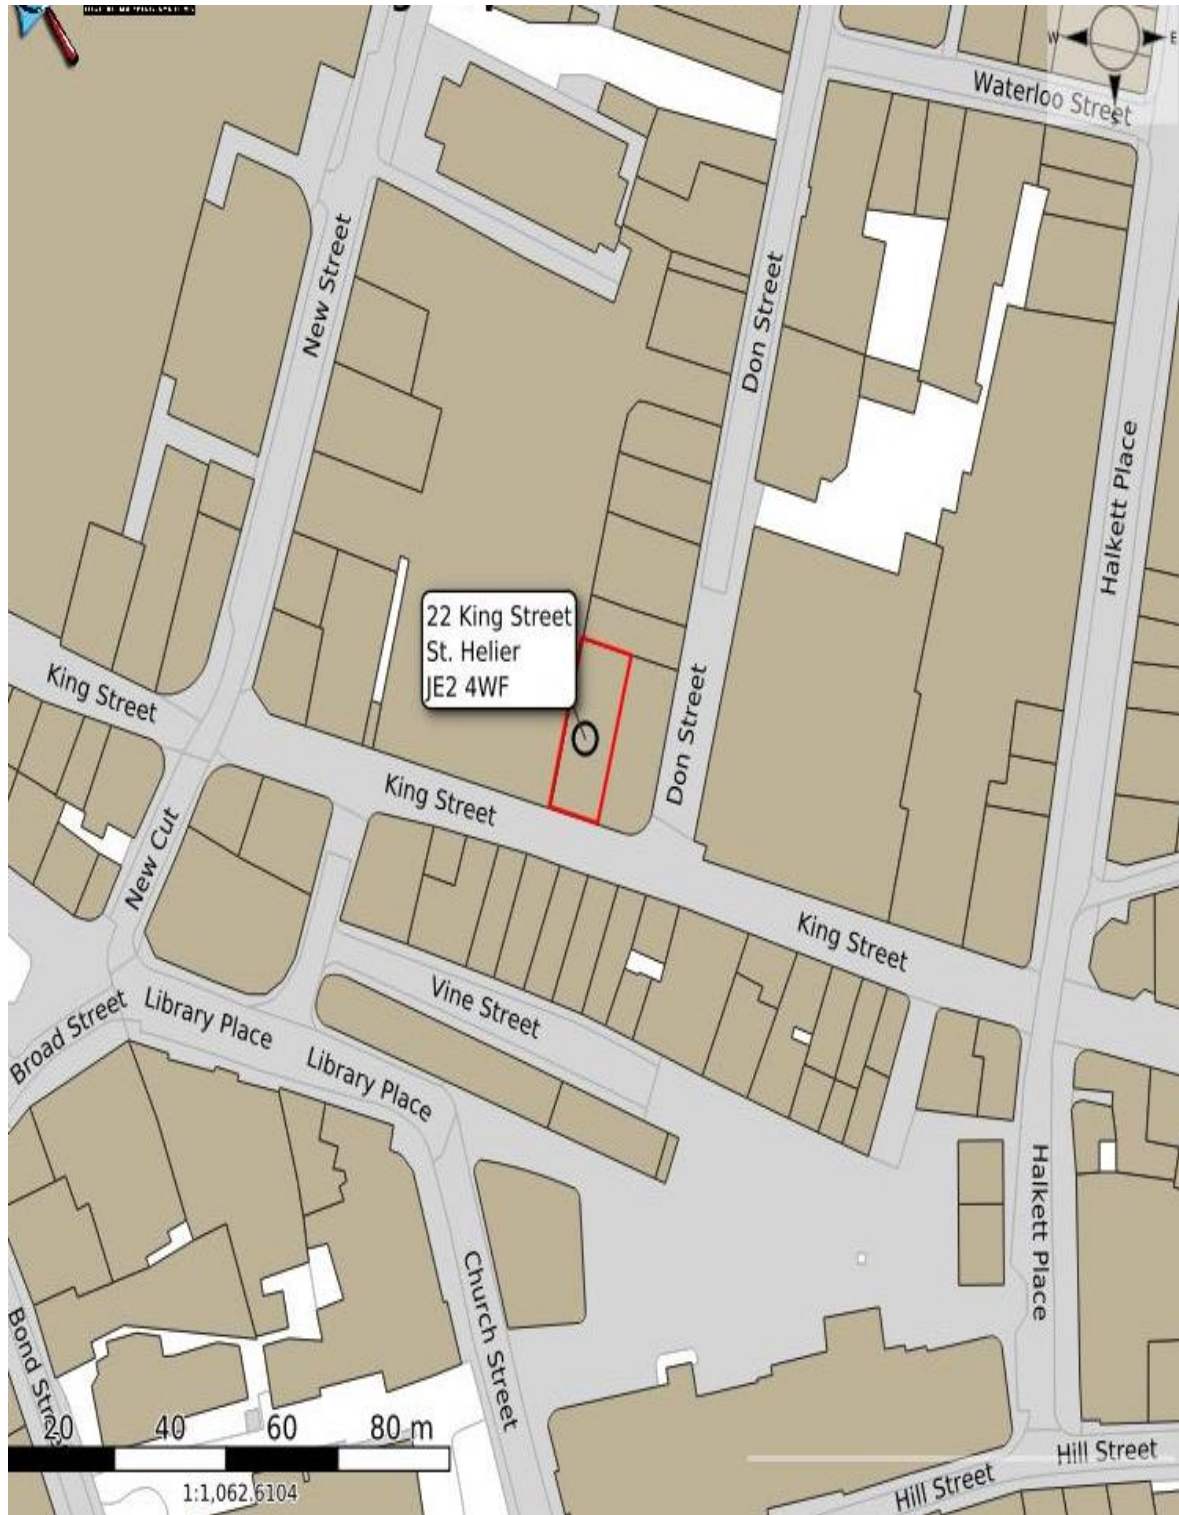 W
E
S
Waterloo Street
New Street
Don Street
Halkett Place
22 King Street
St. Helier
JE2 4WF
King Street
Don Street
King Street
New Cut
King Street
Vine Street
Broad Street
Library Place
Library Place
Halkett Place
Church Street
Bond Street
20 40 60 80 m
Hill Street
Hill Street
1:1,062.6104